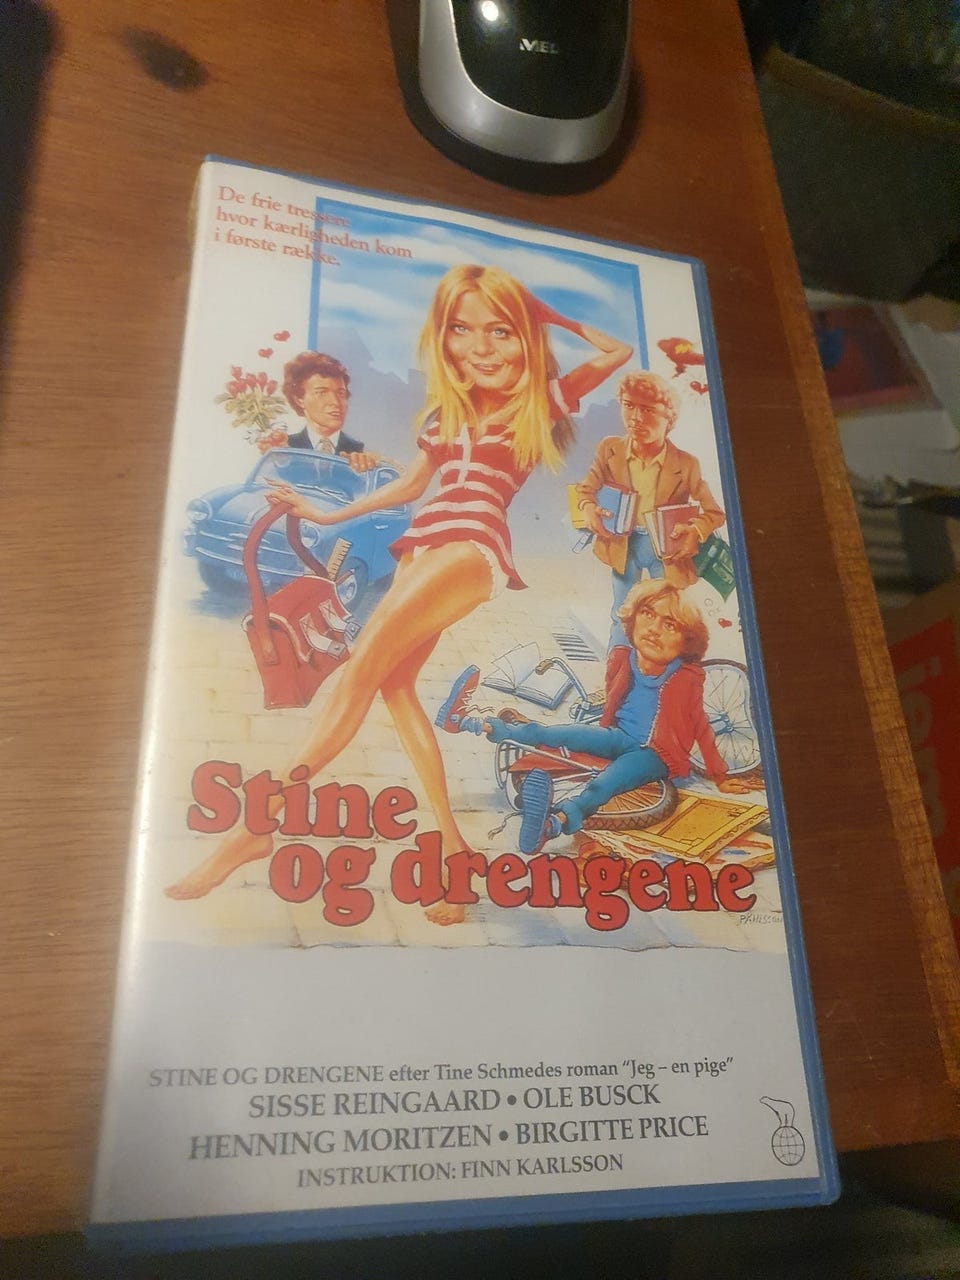 De frie tressere
hvor kærligheden kom
i første række.
Stine
og drengene
STINE OG DRENGENE efter Tine Schmedes roman "Jeg – en pige"
SISSE REINGAARD • OLE BUSCK
HENNING MORITZEN • BIRGITTE PRICE
INSTRUKTION: FINN KARLSSON